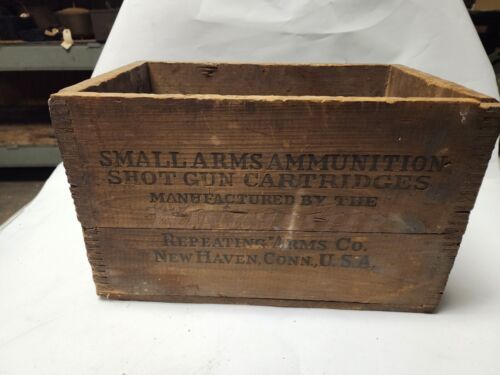 SMALL ARMS AMMUNITION
SHOT GUN CARTRIDGES
MANUFACTURED BY THE
REPEATING ARMS CO.
NEW HAVEN, CONN., U.S.A.